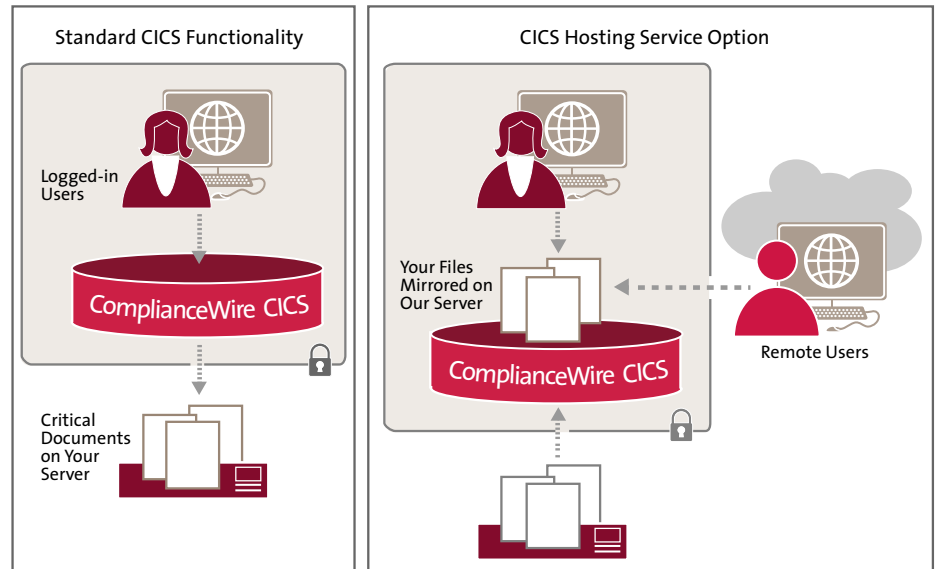 Standard CICS Functionality
Logged-in
Users
ComplianceWire CICS
Critical
Documents
on Your
Server
CICS Hosting Service Option
Your Files
Mirrored on
Our Server
ComplianceWire CICS
Remote Users